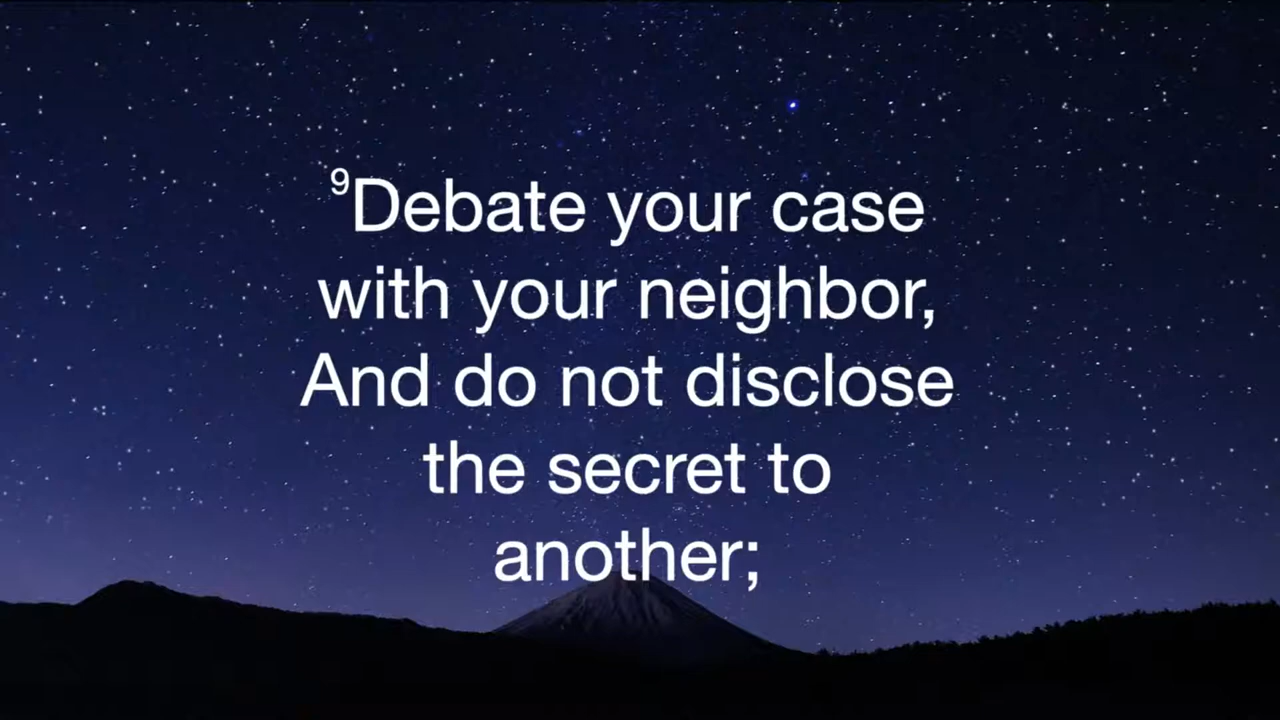 ⁹Debate your case
with your neighbor,
And do not disclose
the secret to
another;